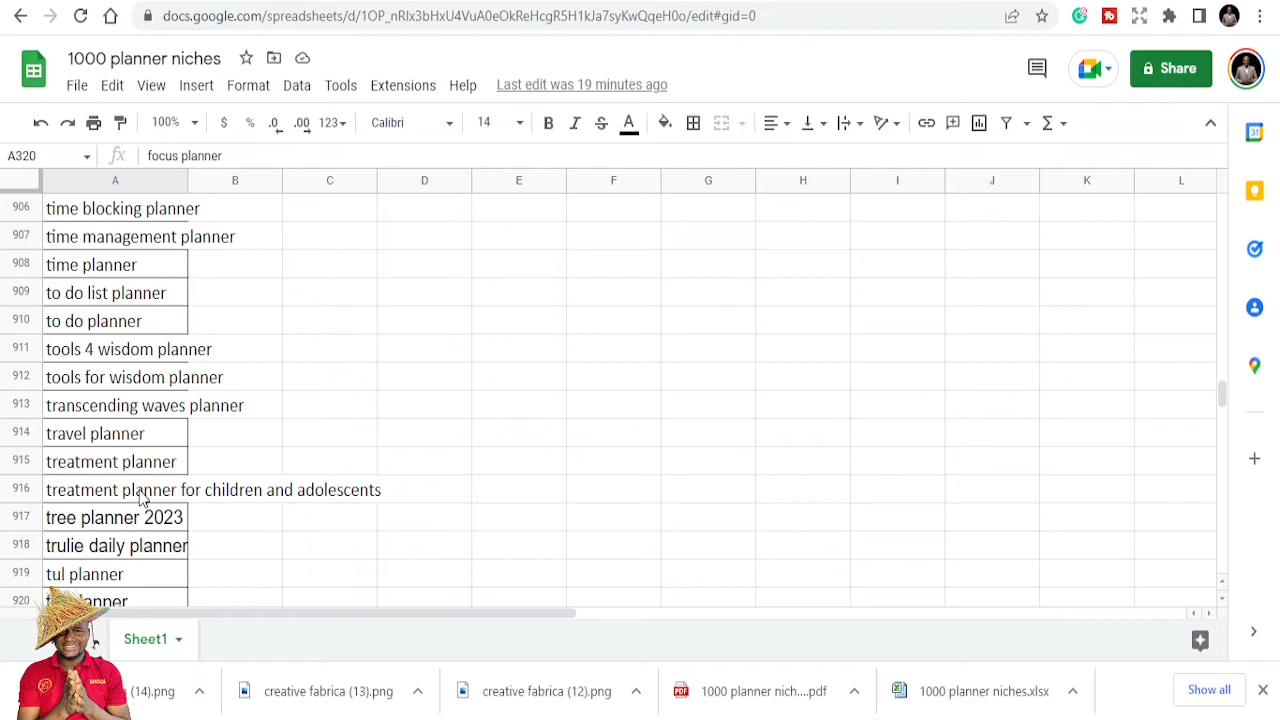 docs.google.com/spreadsheets/d/1OP_nRIx3bHxU4VuA0eOkReHcgR5H1kJa7syKwQqeH0o/edit#gid=0
1000 planner niches
File Edit View Insert Format Data Tools Extensions Help Last edit was 19 minutes ago
Share
100% $ % .0 .00 123 Calibri 14 B I S A
A320 fx focus planner
A B C D E F G H I J K L
906 time blocking planner
907 time management planner
908 time planner
909 to do list planner
910 to do planner
911 tools 4 wisdom planner
912 tools for wisdom planner
913 transcending waves planner
914 travel planner
915 treatment planner
916 treatment planner for children and adolescents
917 tree planner 2023
918 trulie daily planner
919 tul planner
920
Sheet1
(14).png creative fabrica (13).png creative fabrica (12).png 1000 planner nich....pdf 1000 planner niches.xlsx Show all